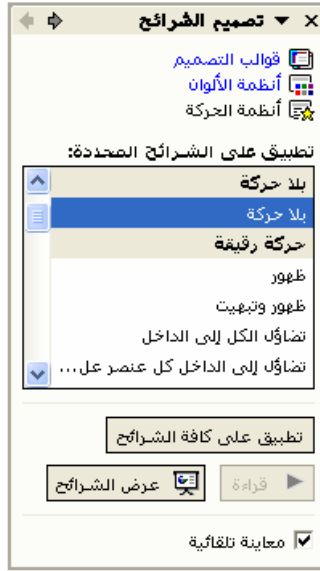 تصميم الشرائح
قوالب التصميم
أنظمة الألوان
أنظمة الحركة
تطبيق على الشرائح المحددة:
بلا حركة
بلا حركة
حركة رقيقة
ظهور
ظهور وتبهيت
تضاؤل الكل إلى الداخل
تضاؤل إلى الداخل كل عنصر عل...
تطبيق على كافة الشرائح
قراءة
عرض الشرائح
معاينة تلقائية